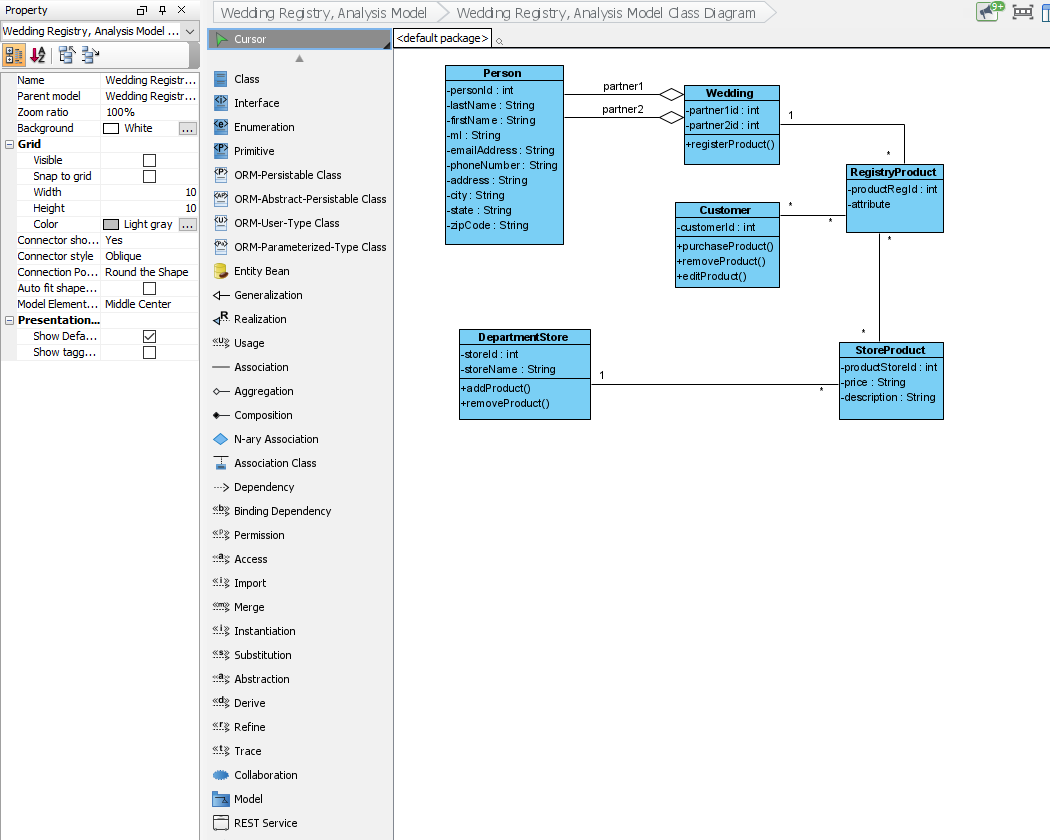 Property
Wedding Registry, Analysis Model ...
Name Wedding Registr...
Parent model Wedding Registr...
Zoom ratio 100%
Background White ...
Grid
Visible
Snap to grid
Width 10
Height 10
Color Light gray ...
Connector sho... Yes
Connector style Oblique
Connection Po... Round the Shape
Auto fit shape...
Model Element... Middle Center
Presentation...
Show Defa...
Show tagg...
Wedding Registry, Analysis Model
Wedding Registry, Analysis Model Class Diagram
9+
Cursor
Class
Interface
Enumeration
Primitive
ORM-Persistable Class
ORM-Abstract-Persistable Class
ORM-User-Type Class
ORM-Parameterized-Type Class
Entity Bean
Generalization
Realization
Usage
Association
Aggregation
Composition
N-ary Association
Association Class
Dependency
Binding Dependency
Permission
Access
Import
Merge
Instantiation
Substitution
Abstraction
Derive
Refine
Trace
Collaboration
Model
REST Service
<default package>
Person
-personId : int
-lastName : String
-firstName : String
-mI : String
-emailAddress : String
-phoneNumber : String
-address : String
-city : String
-state : String
-zipCode : String
partner1
partner2
Wedding
-partner1id : int
-partner2id : int
+registerProduct()
1
*
RegistryProduct
-productRegId : int
-attribute
Customer
-customerId : int
+purchaseProduct()
+removeProduct()
+editProduct()
*
*
*
*
DepartmentStore
-storeId : int
-storeName : String
+addProduct()
+removeProduct()
1
*
StoreProduct
-productStoreId : int
-price : String
-description : String